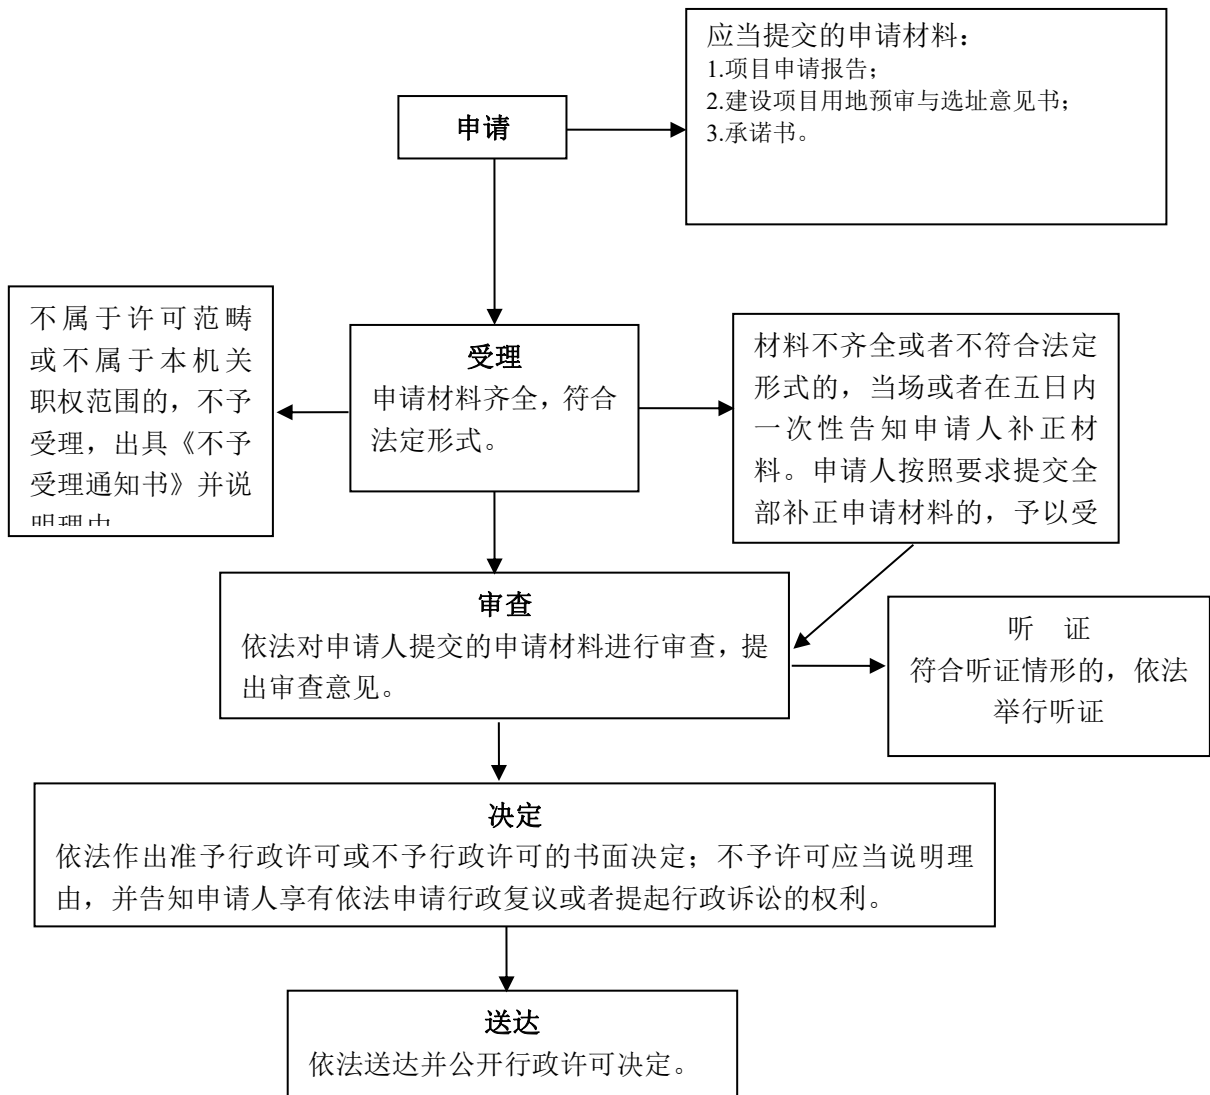 应当提交的申请材料：
1.项目申请报告；
2.建设项目用地预审与选址意见书；
3.承诺书。
申请
不属于许可范畴
或不属于本机关
职权范围的，不予
受理，出具《不予
受理通知书》并说
明理由
受理
申请材料齐全，符合
法定形式。
材料不齐全或者不符合法定
形式的，当场或者在五日内
一次性告知申请人补正材
料。申请人按照要求提交全
部补正申请材料的，予以受
审查
依法对申请人提交的申请材料进行审查，提
出审查意见。
听 证
符合听证情形的，依法
举行听证
决定
依法作出准予行政许可或不予行政许可的书面决定；不予许可应当说明理
由，并告知申请人享有依法申请行政复议或者提起行政诉讼的权利。
送达
依法送达并公开行政许可决定。